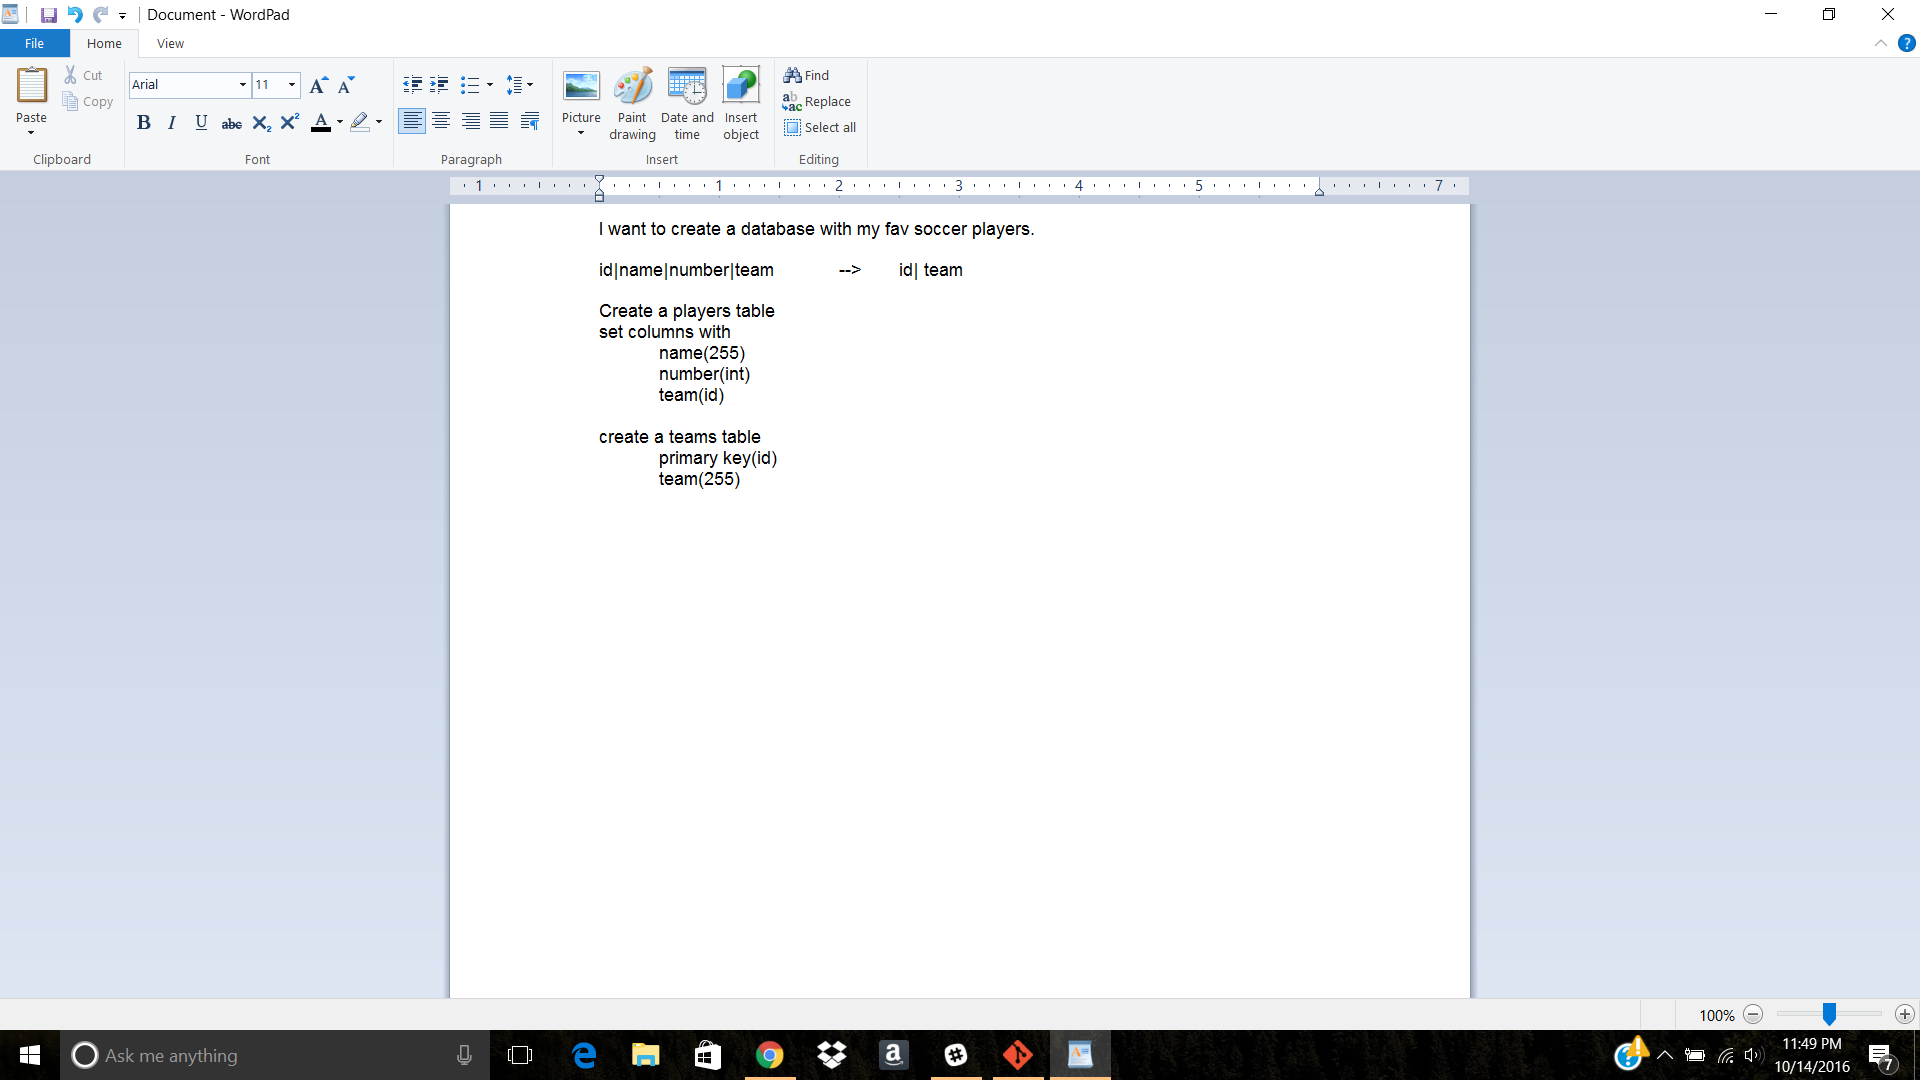 Document - WordPad
File Home View
Paste Cut Copy Clipboard
Arial 11
B I U abc X2 X2 A
Font
Paragraph
Picture Paint drawing Date and time Insert object
Insert
Find
Replace
Select all
Editing
1 1 2 3 4 5 7
I want to create a database with my fav soccer players.
id|name|number|team --> id| team
Create a players table
set columns with
name(255)
number(int)
team(id)
create a teams table
primary key(id)
team(255)
100%
Ask me anything
11:49 PM
10/14/2016
7